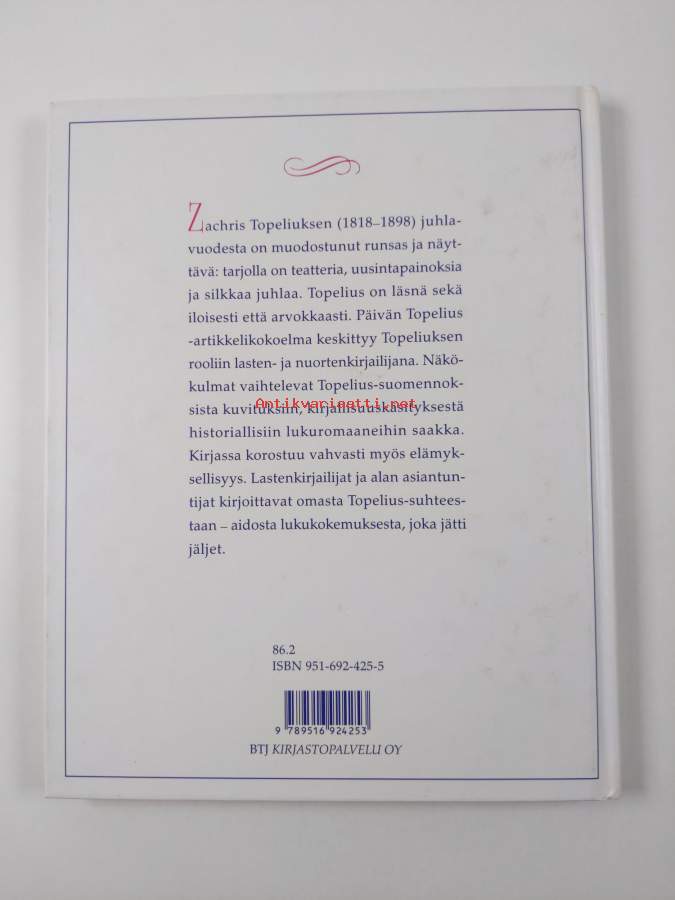 Zachris Topeliuksen (1818–1898) juhla-
vuodesta on muodostunut runsas ja näyt-
tävä: tarjolla on teatteria, uusintapainoksia
ja silkkaa juhlaa. Topelius on läsnä sekä
iloisesti että arvokkaasti. Päivän Topelius
-artikkelikokoelma keskittyy Topeliuksen
rooliin lasten- ja nuortenkirjailijana. Näkö-
kulmat vaihtelevat Topelius-suomennok-
Antikvariaatti.net
sista kuvituksiin, kirjallisuuskäsityksestä
historiallisiin lukuromaaneihin saakka.
Kirjassa korostuu vahvasti myös elämyk-
sellisyys. Lastenkirjailijat ja alan asiantun-
tijat kirjoittavat omasta Topelius-suhtees-
taan – aidosta lukukokemuksesta, joka jätti
jäljet.
86.2
ISBN 951-692-425-5
9 789516 924253
BTJ KIRJASTOPALVELU OY